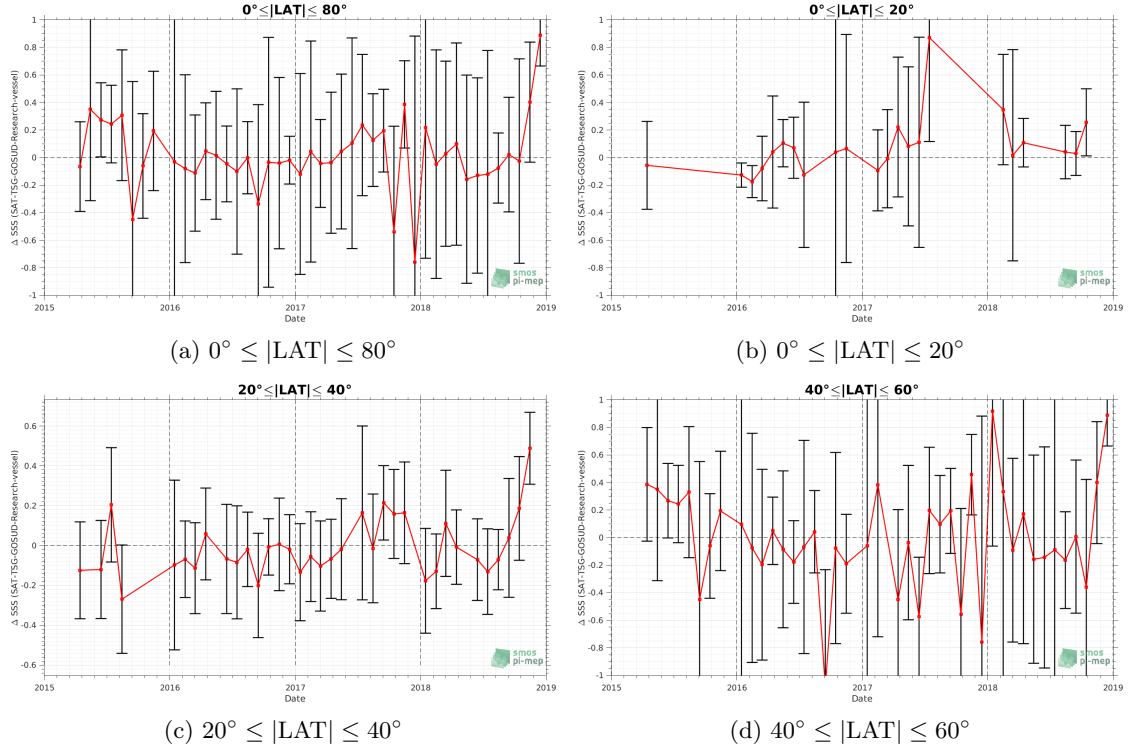 0°≤|LAT|≤ 80°
Δ SSS (SAT-TSG-GOSUD-Research-vessel)
1
0.8
0.6
0.4
0.2
0
-0.2
-0.4
-0.6
-0.8
-1
2015 2016 2017 2018 2019
Date
smos
pi-mep
(a) 0° ≤ |LAT| ≤ 80°
0°≤|LAT|≤ 20°
Δ SSS (SAT-TSG-GOSUD-Research-vessel)
1
0.8
0.6
0.4
0.2
0
-0.2
-0.4
-0.6
-0.8
-1
2015 2016 2017 2018 2019
Date
smos
pi-mep
(b) 0° ≤ |LAT| ≤ 20°
20°≤|LAT|≤ 40°
Δ SSS (SAT-TSG-GOSUD-Research-vessel)
0.6
0.4
0.2
0
-0.2
-0.4
-0.6
2015 2016 2017 2018 2019
Date
smos
pi-mep
(c) 20° ≤ |LAT| ≤ 40°
40°≤|LAT|≤ 60°
Δ SSS (SAT-TSG-GOSUD-Research-vessel)
1
0.8
0.6
0.4
0.2
0
-0.2
-0.4
-0.6
-0.8
-1
2015 2016 2017 2018 2019
Date
smos
pi-mep
(d) 40° ≤ |LAT| ≤ 60°